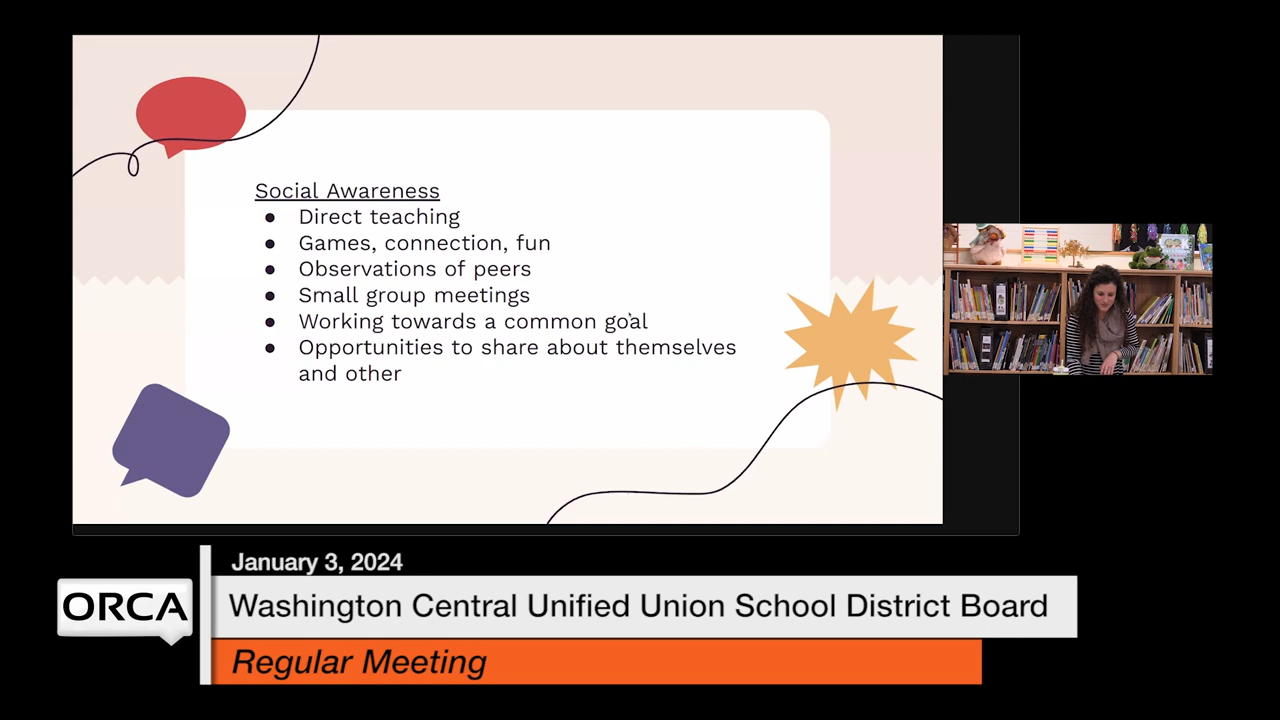 Social Awareness
● Direct teaching
● Games, connection, fun
● Observations of peers
● Small group meetings
● Working towards a common goal
● Opportunities to share about themselves
and other
January 3, 2024
ORCA
Washington Central Unified Union School District Board
Regular Meeting